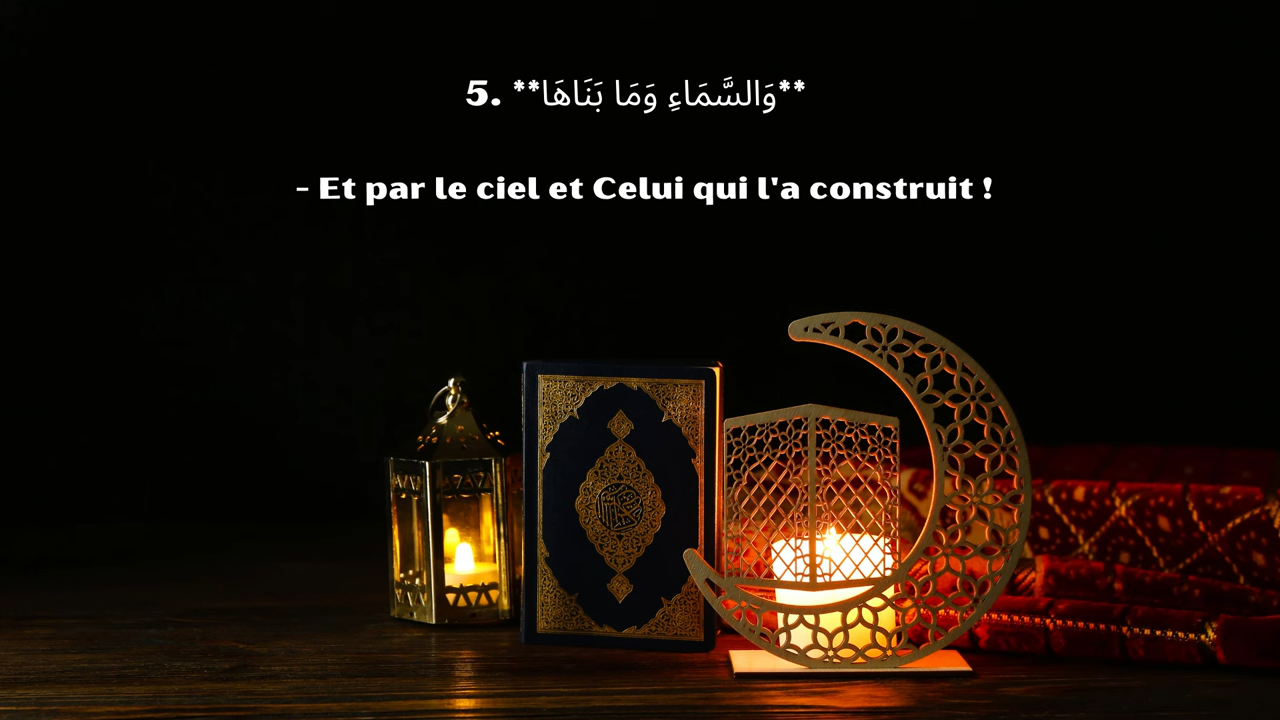 5. **وَالسَّمَاءِ وَمَا بَنَاهَا**
- Et par le ciel et Celui qui l'a construit !